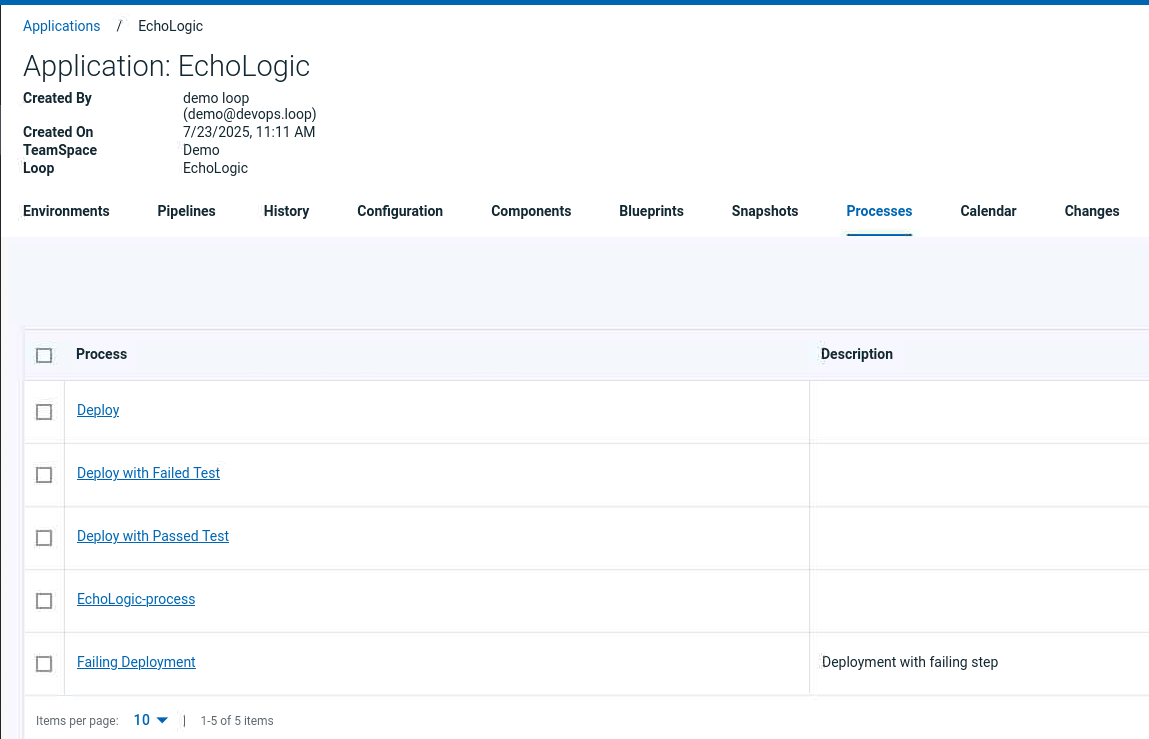 Applications / EchoLogic
Application: EchoLogic
Created By demo loop
(demo@devops.loop)
Created On 7/23/2025, 11:11 AM
TeamSpace Demo
Loop EchoLogic
Environments Pipelines History Configuration Components Blueprints Snapshots Processes Calendar Changes
Process Description
Deploy
Deploy with Failed Test
Deploy with Passed Test
EchoLogic-process
Failing Deployment Deployment with failing step
Items per page: 10 | 1-5 of 5 items